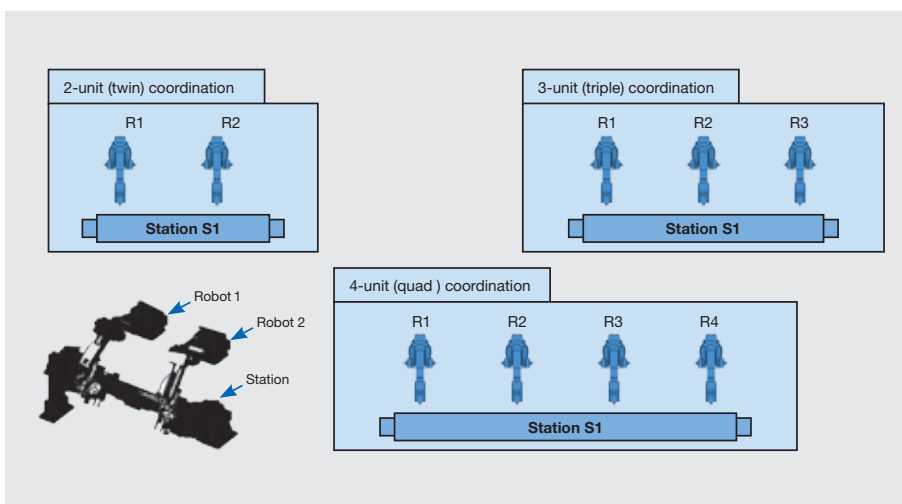 2-unit (twin) coordination
R1 R2
Station S1
3-unit (triple) coordination
R1 R2 R3
Station S1
Robot 1
Robot 2
Station
4-unit (quad ) coordination
R1 R2 R3 R4
Station S1